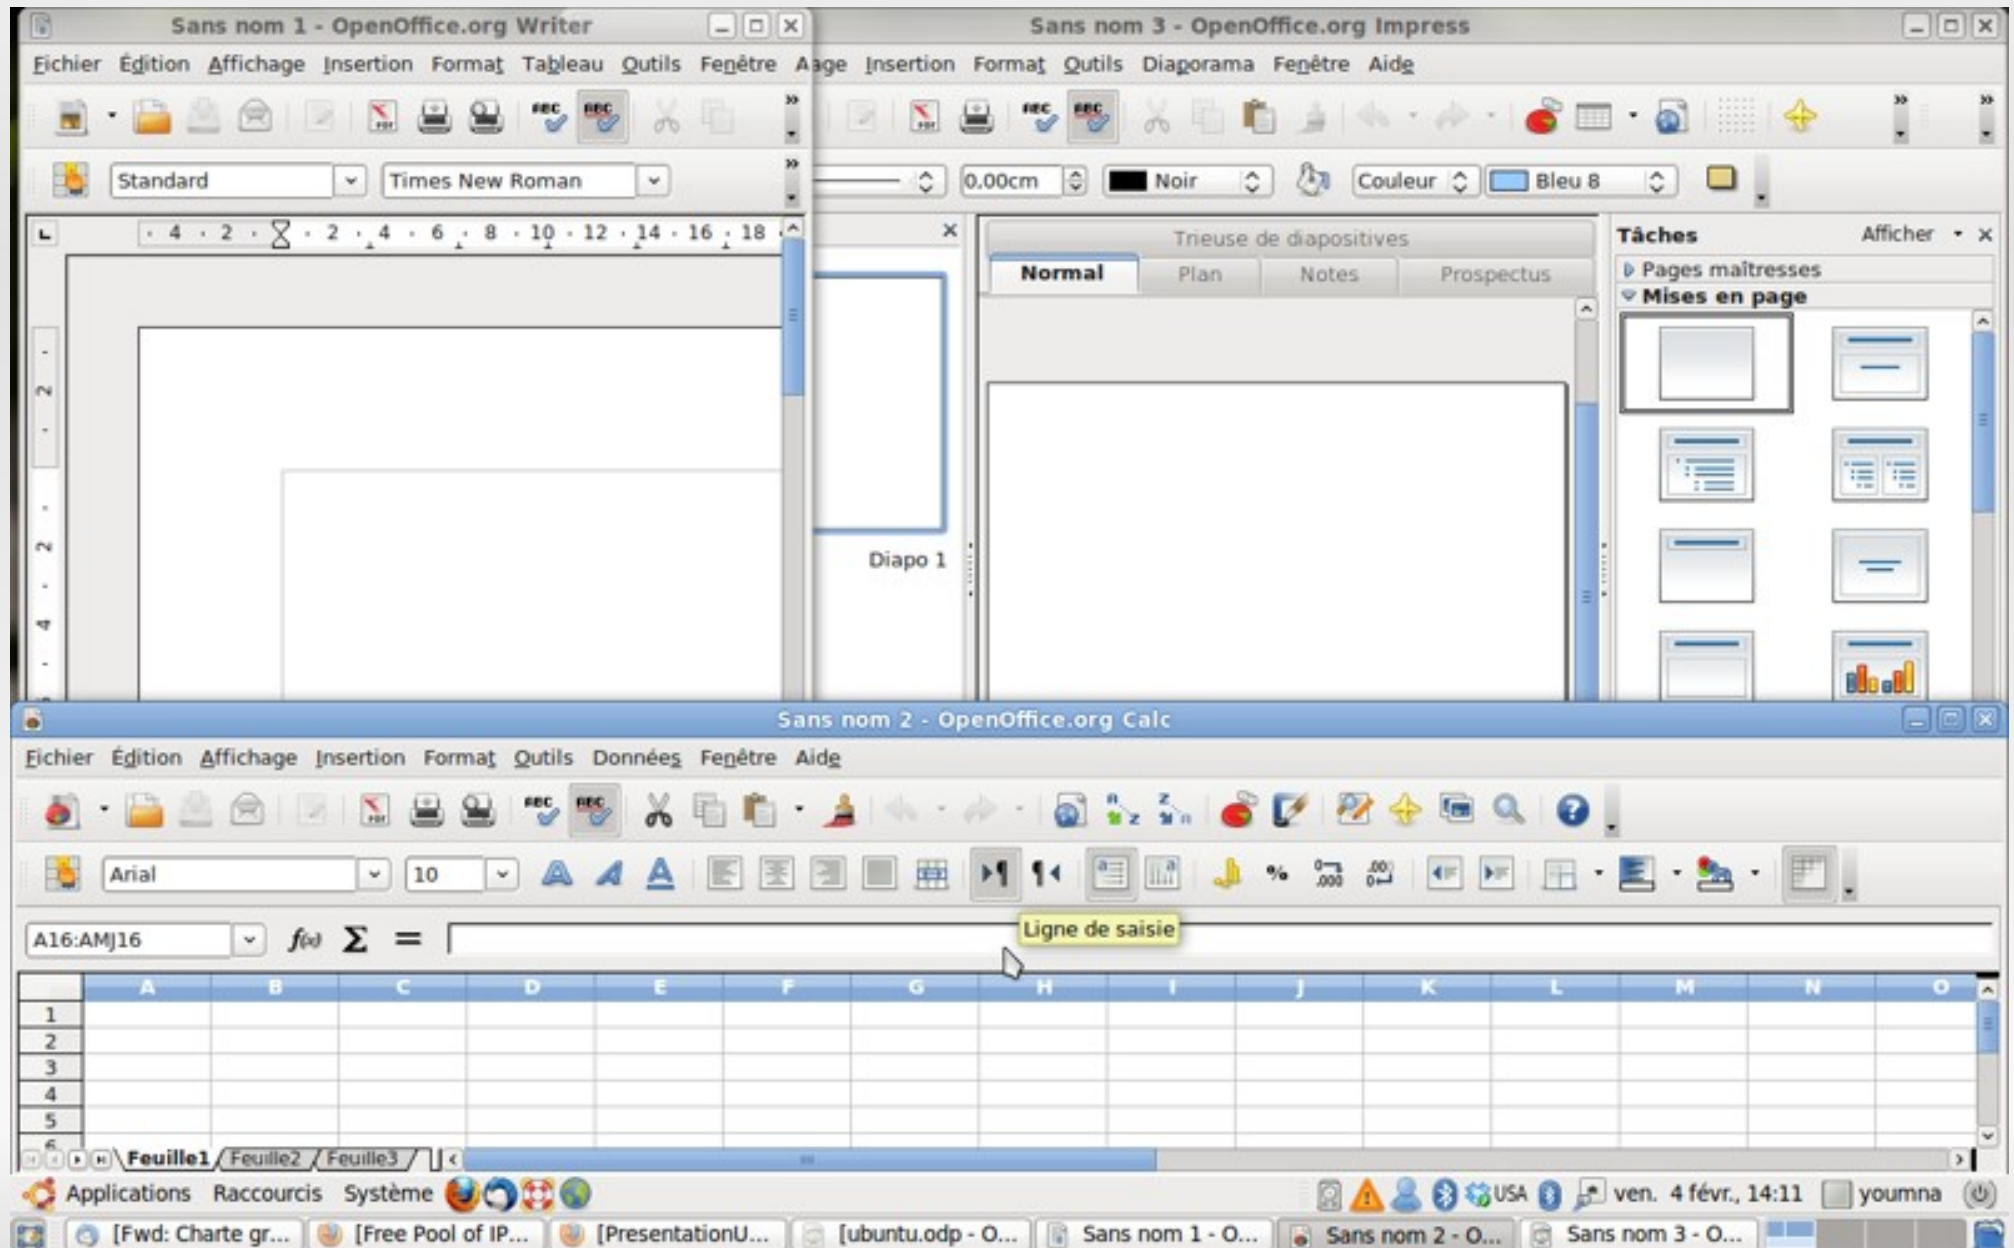 Sans nom 1 - OpenOffice.org Writer
Fichier Édition Affichage Insertion Format Tableau Outils Fenêtre A
Standard Times New Roman
4 2 2 4 6 8 10 12 14 16 18
2
2
4
Sans nom 3 - OpenOffice.org Impress
age Insertion Format Outils Diaporama Fenêtre Aide
0,00cm Noir Couleur Bleu 8
Diapo 1
Trieuse de diapositives
Normal Plan Notes Prospectus
Tâches Afficher
Pages maîtresses
Mises en page
Sans nom 2 - OpenOffice.org Calc
Fichier Édition Affichage Insertion Format Outils Données Fenêtre Aide
Arial 10
Ligne de saisie
A16:AMJ16 f(x) Σ =
A B C D E F G H I J K L M N O
1
2
3
4
5
6
Feuille1 Feuille2 Feuille3
Applications Raccourcis Système USA ven. 4 févr., 14:11 youmna
[Fwd: Charte gr... [Free Pool of IP... [PresentationU... [ubuntu.odp - O... Sans nom 1 - O... Sans nom 2 - O... Sans nom 3 - O...